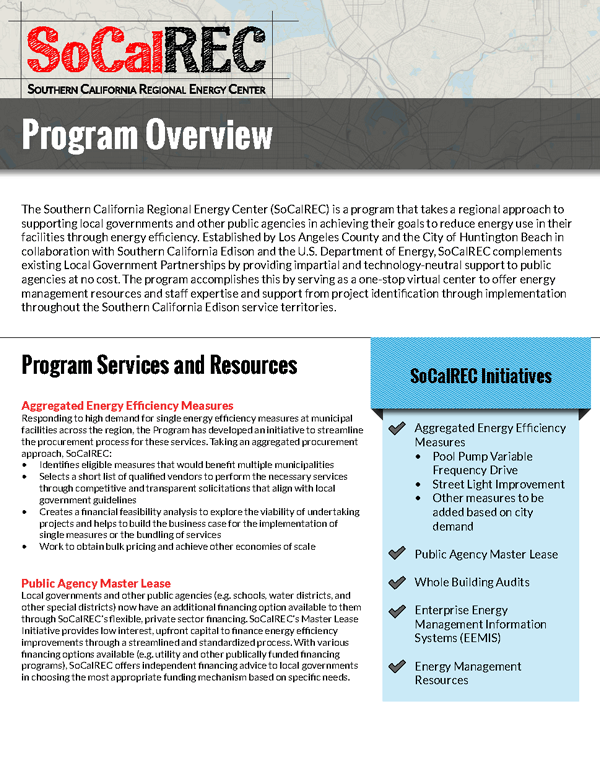 SoCalREC
SOUTHERN CALIFORNIA REGIONAL ENERGY CENTER
Program Overview
The Southern California Regional Energy Center (SoCalREC) is a program that takes a regional approach to
supporting local governments and other public agencies in achieving their goals to reduce energy use in their
facilities through energy efficiency. Established by Los Angeles County and the City of Huntington Beach in
collaboration with Southern California Edison and the U.S. Department of Energy, SoCalREC complements
existing Local Government Partnerships by providing impartial and technology-neutral support to public
agencies at no cost. The program accomplishes this by serving as a one-stop virtual center to offer energy
management resources and staff expertise and support from project identification through implementation
throughout the Southern California Edison service territories.
Program Services and Resources
Aggregated Energy Efficiency Measures
Responding to high demand for single energy efficiency measures at municipal
facilities across the region, the Program has developed an initiative to streamline
the procurement process for these services. Taking an aggregated procurement
approach, SoCalREC:
• Identifies eligible measures that would benefit multiple municipalities
• Selects a short list of qualified vendors to perform the necessary services
through competitive and transparent solicitations that align with local
government guidelines
• Creates a financial feasibility analysis to explore the viability of undertaking
projects and helps to build the business case for the implementation of
single measures or the bundling of services
• Work to obtain bulk pricing and achieve other economies of scale
Public Agency Master Lease
Local governments and other public agencies (e.g. schools, water districts, and
other special districts) now have an additional financing option available to them
through SoCalREC's flexible, private sector financing. SoCalREC's Master Lease
Initiative provides low interest, upfront capital to finance energy efficiency
improvements through a streamlined and standardized process. With various
financing options available (e.g. utility and other publically funded financing
programs), SoCalREC offers independent financing advice to local governments
in choosing the most appropriate funding mechanism based on specific needs.
SoCalREC Initiatives
Aggregated Energy Efficiency
Measures
• Pool Pump Variable
Frequency Drive
• Street Light Improvement
• Other measures to be
added based on city
demand
Public Agency Master Lease
Whole Building Audits
Enterprise Energy
Management Information
Systems (EEMIS)
Energy Management
Resources